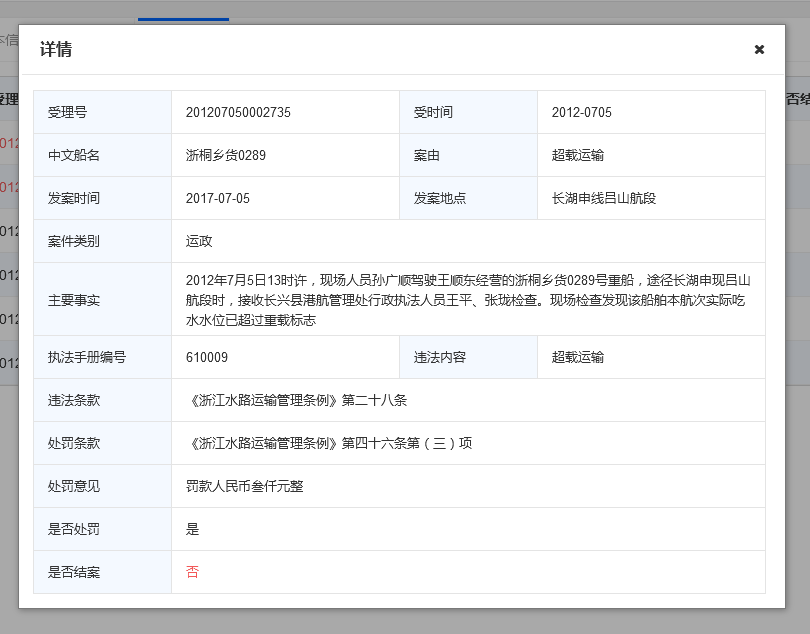 本信
详情
✖
受理
否结
受理号 201207050002735 受时间 2012-0705
012
中文船名 浙桐乡货0289 案由 超载运输
012
发案时间 2017-07-05 发案地点 长湖申线吕山航段
012
案件类别 运政
012
主要事实
2012年7月5日13时许，现场人员孙广顺驾驶王顺东经营的浙桐乡货0289号重船，途径长湖申现吕山
航段时，接收长兴县港航管理处行政执法人员王平、张珑检查。现场检查发现该船舶本航次实际吃
水水位已超过重载标志
012
执法手册编号 610009 违法内容 超载运输
012
违法条款 《浙江水路运输管理条例》第二十八条
处罚条款 《浙江水路运输管理条例》第四十六条第（三）项
处罚意见 罚款人民币叁仟元整
是否处罚 是
是否结案 否